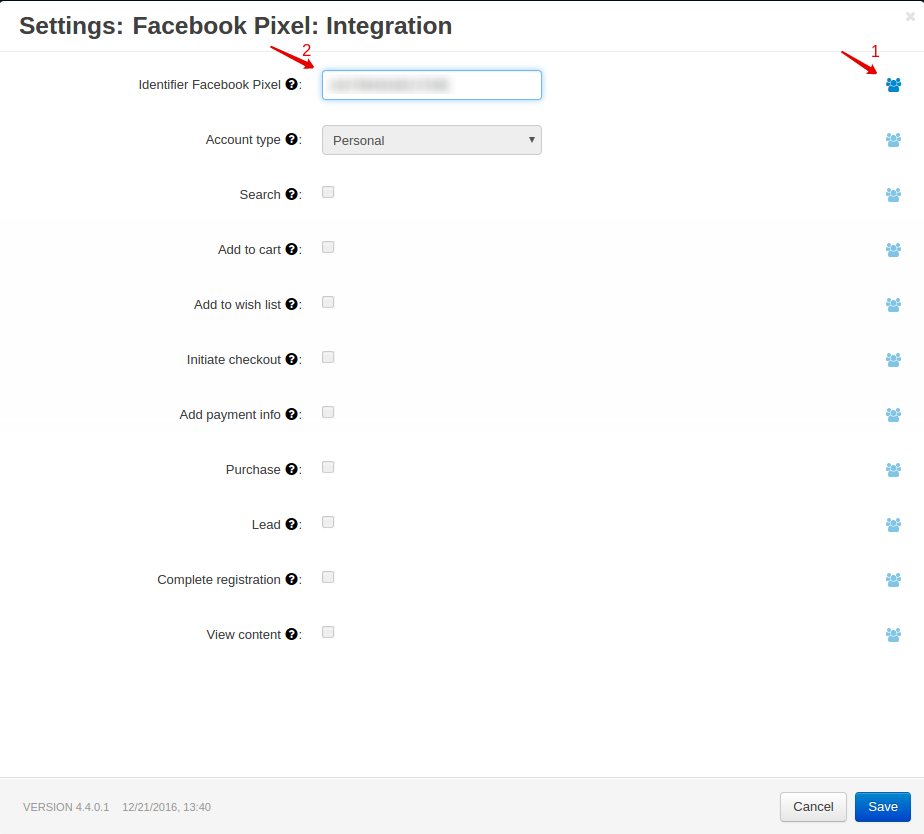 Settings: Facebook Pixel: Integration
2
1
Identifier Facebook Pixel ?:
Account type ?: Personal
Search ?:
Add to cart ?:
Add to wish list ?:
Initiate checkout ?:
Add payment info ?:
Purchase ?:
Lead ?:
Complete registration ?:
View content ?:
VERSION 4.4.0.1 12/21/2016, 13:40 Cancel Save